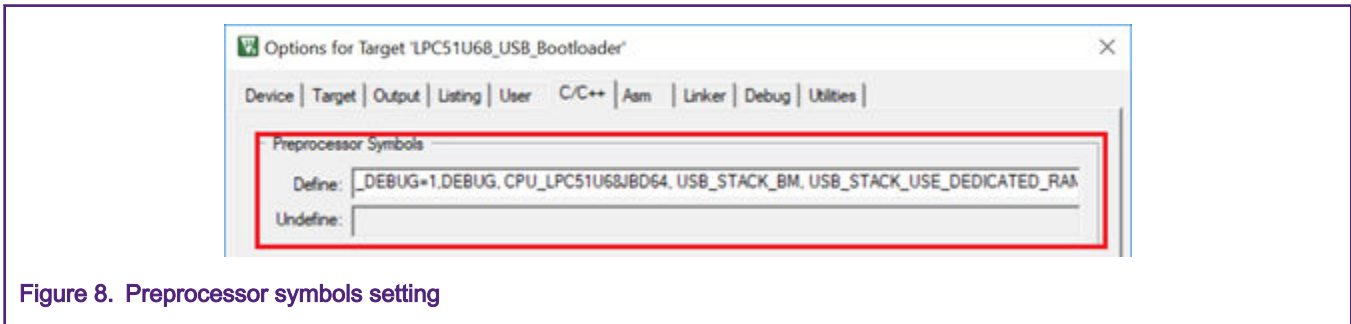 Options for Target 'LPC51U68_USB_Bootloader'
Device | Target | Output | Listing | User C/C++ | Asm | Linker | Debug | Utilities |
Preprocessor Symbols
Define: _DEBUG=1,DEBUG, CPU_LPC51U68JBD64, USB_STACK_BM, USB_STACK_USE_DEDICATED_RAM
Undefine:
Figure 8. Preprocessor symbols setting